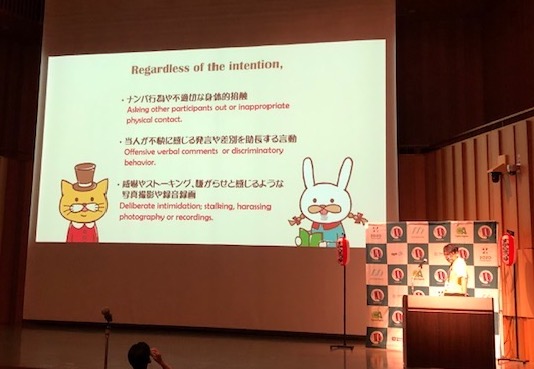 Regardless of the intention,
・ナンパ行為や不適切な身体的接触
Asking other participants out or inappropriate
physical contact.
・当人が不快に感じる発言や差別を助長する言動
Offensive verbal comments or discriminatory
behavior.
・威嚇やストーキング、嫌がらせと感じるような
写真撮影や録音録画
Deliberate intimidation; stalking, harassing
photography or recordings.